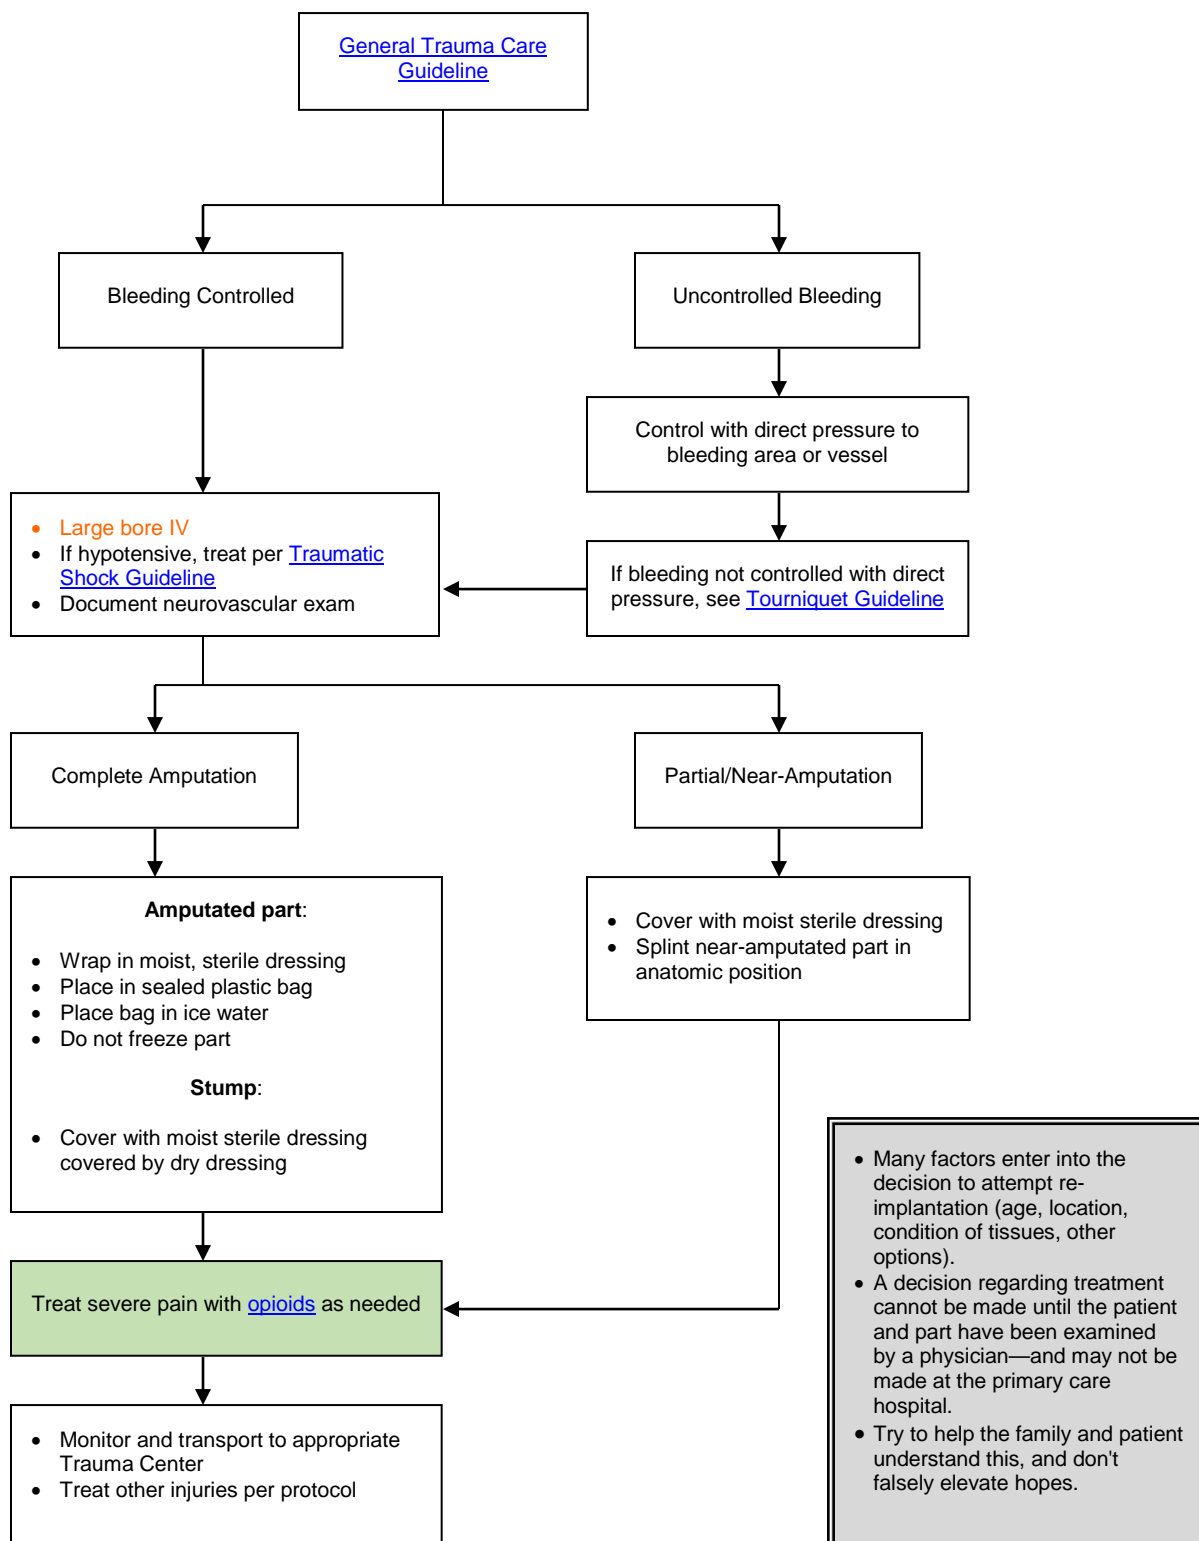 General Trauma Care
Guideline
Bleeding Controlled
Uncontrolled Bleeding
Control with direct pressure to
bleeding area or vessel
• Large bore IV
• If hypotensive, treat per Traumatic
Shock Guideline
• Document neurovascular exam
If bleeding not controlled with direct
pressure, see Tourniquet Guideline
Complete Amputation
Partial/Near-Amputation
Amputated part:
• Wrap in moist, sterile dressing
• Place in sealed plastic bag
• Place bag in ice water
• Do not freeze part
Stump:
• Cover with moist sterile dressing
covered by dry dressing
• Cover with moist sterile dressing
• Splint near-amputated part in
anatomic position
Treat severe pain with opioids as needed
• Monitor and transport to appropriate
Trauma Center
• Treat other injuries per protocol
• Many factors enter into the
decision to attempt re-
implantation (age, location,
condition of tissues, other
options).
• A decision regarding treatment
cannot be made until the patient
and part have been examined
by a physician—and may not be
made at the primary care
hospital.
• Try to help the family and patient
understand this, and don't
falsely elevate hopes.